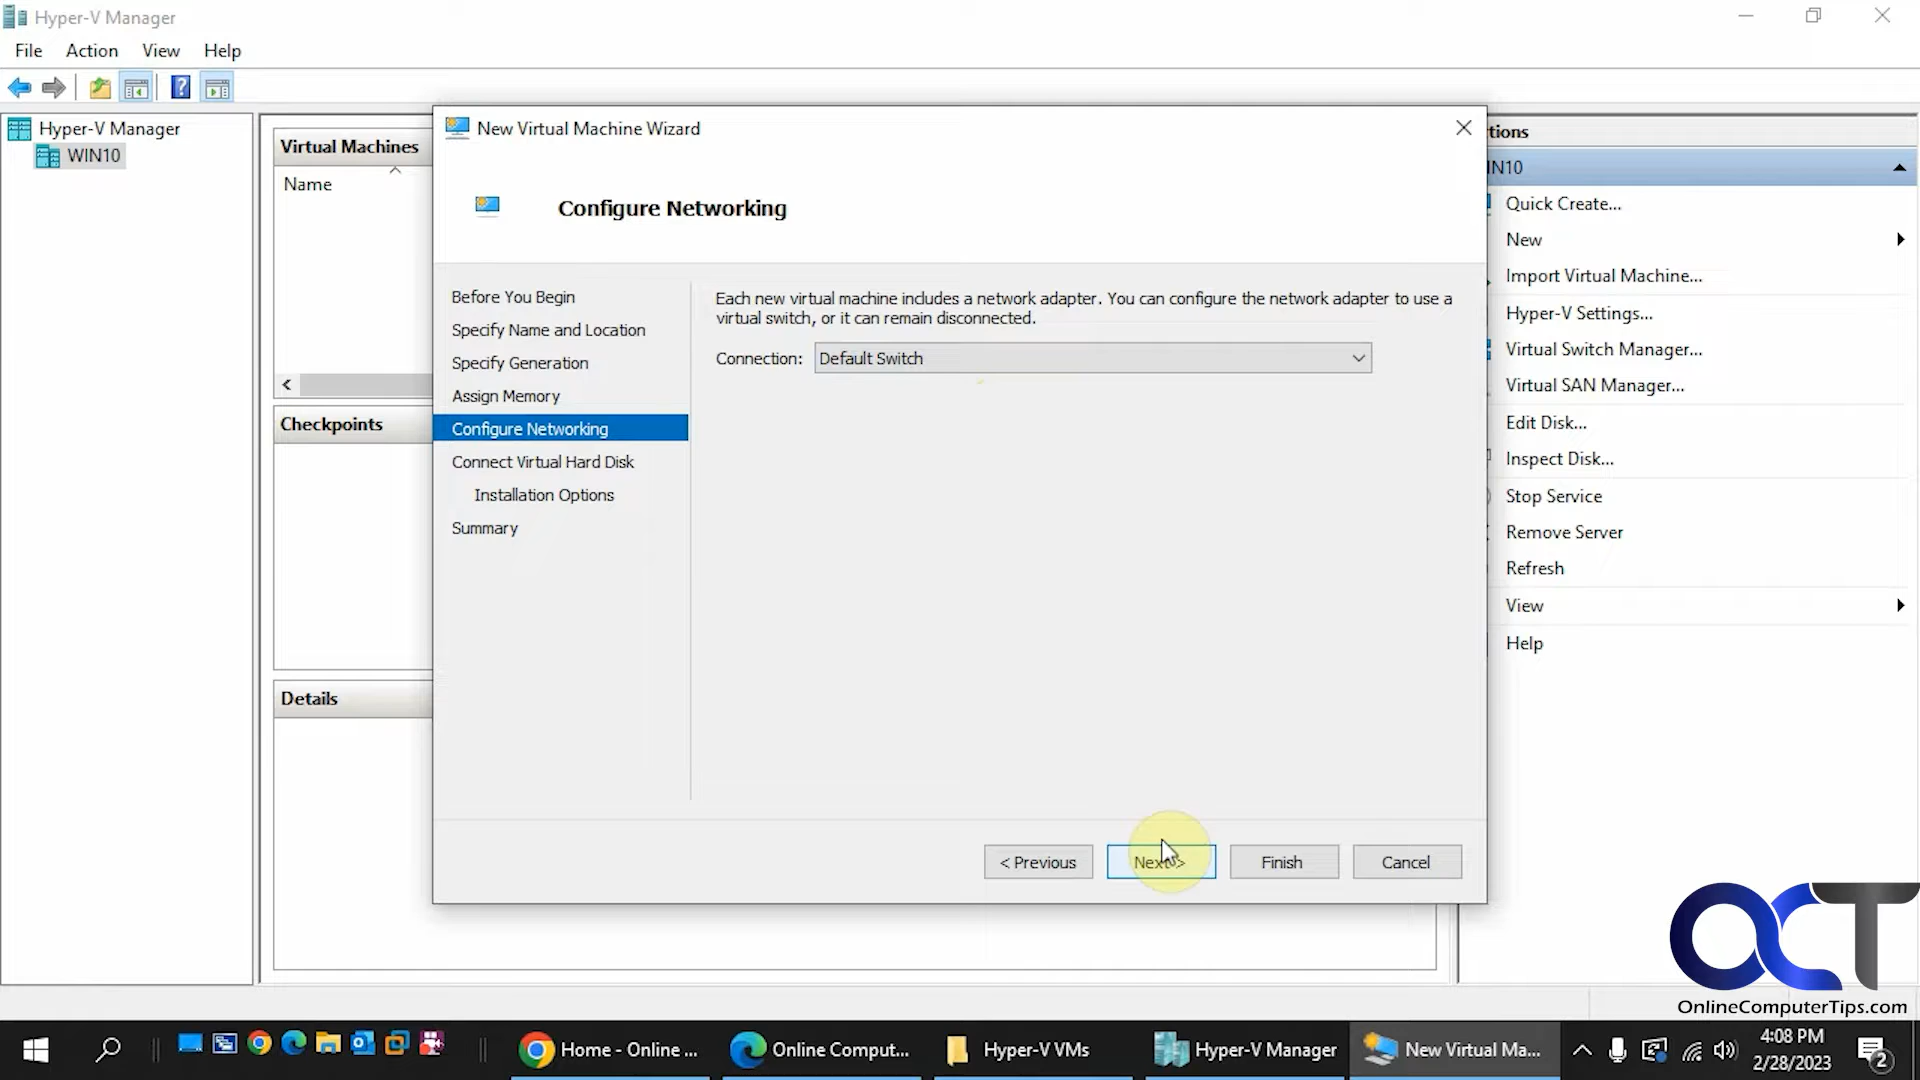 Hyper-V Manager
File Action View Help
Hyper-V Manager
WIN10
Virtual Machines
Name
Checkpoints
Details
New Virtual Machine Wizard
Configure Networking
Before You Begin
Specify Name and Location
Specify Generation
Assign Memory
Configure Networking
Connect Virtual Hard Disk
Installation Options
Summary
Each new virtual machine includes a network adapter. You can configure the network adapter to use a
virtual switch, or it can remain disconnected.
Connection: Default Switch
< Previous Next > Finish Cancel
tions
IN10
Quick Create...
New
Import Virtual Machine...
Hyper-V Settings...
Virtual Switch Manager...
Virtual SAN Manager...
Edit Disk...
Inspect Disk...
Stop Service
Remove Server
Refresh
View
Help
OCT
OnlineComputerTips.com
Home - Online ... Online Comput... Hyper-V VMs Hyper-V Manager New Virtual Ma...
4:08 PM
2/28/2023
2